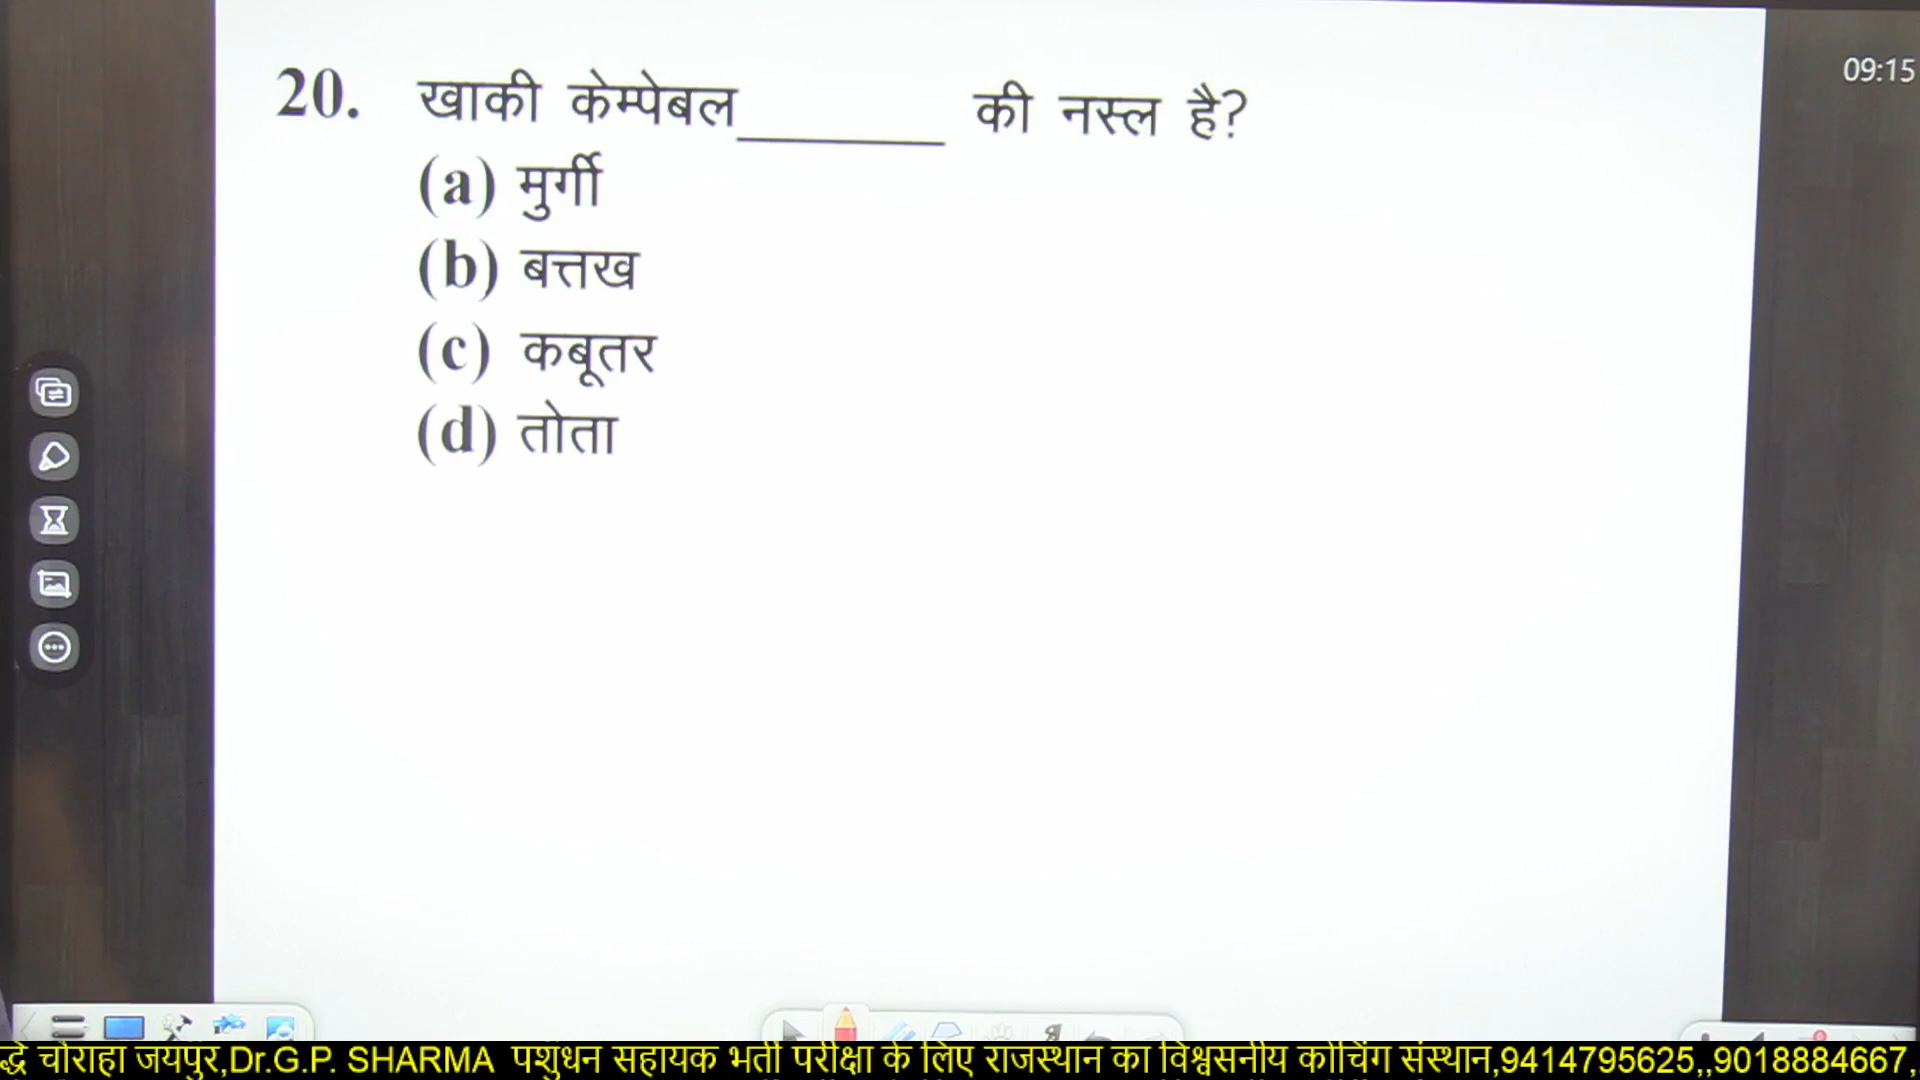 09:15
20. खाकी केम्पेबल_______ की नस्ल है?
(a) मुर्गी
(b) बत्तख
(c) कबूतर
(d) तोता
चौराहा जयपुर,Dr.G.P. SHARMA पशुधन सहायक भर्ती परीक्षा के लिए राजस्थान का विश्वसनीय कोचिंग संस्थान,9414795625,,9018884667,